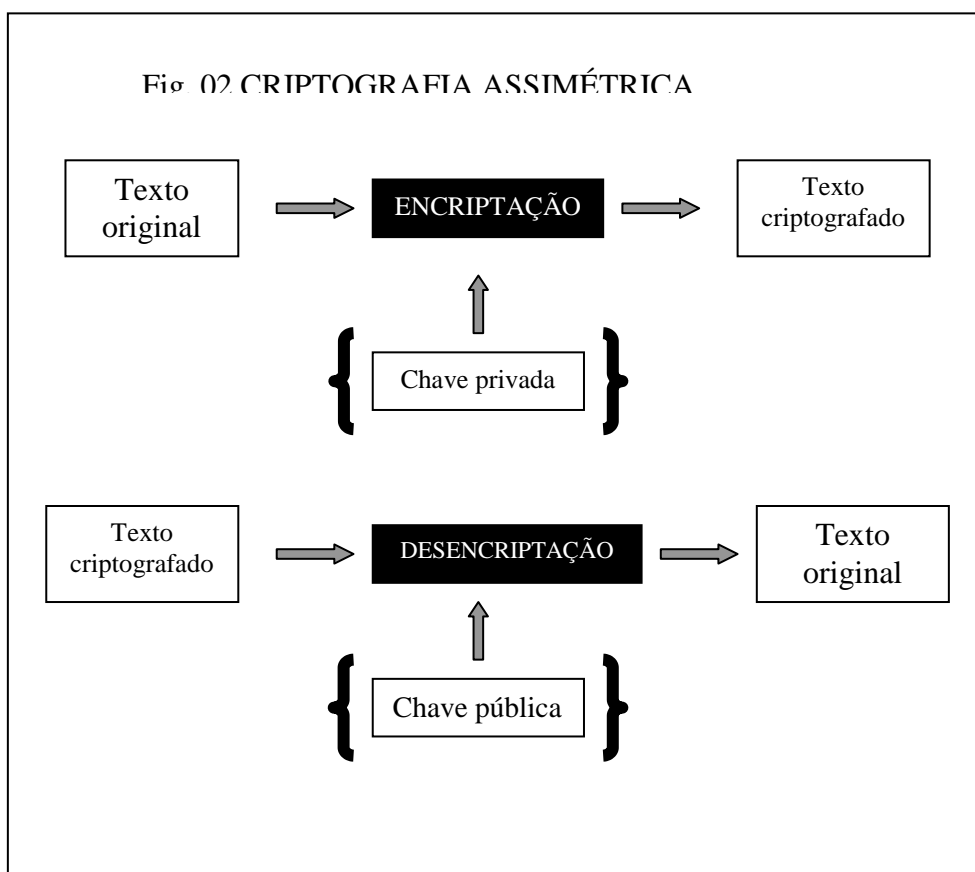 Fig. 02 CRIPTOGRAFIA ASSIMÉTRICA
Texto
original
ENCRIPTAÇÃO
Texto
criptografado
Chave privada
Texto
criptografado
DESENCRIPTAÇÃO
Texto
original
Chave pública